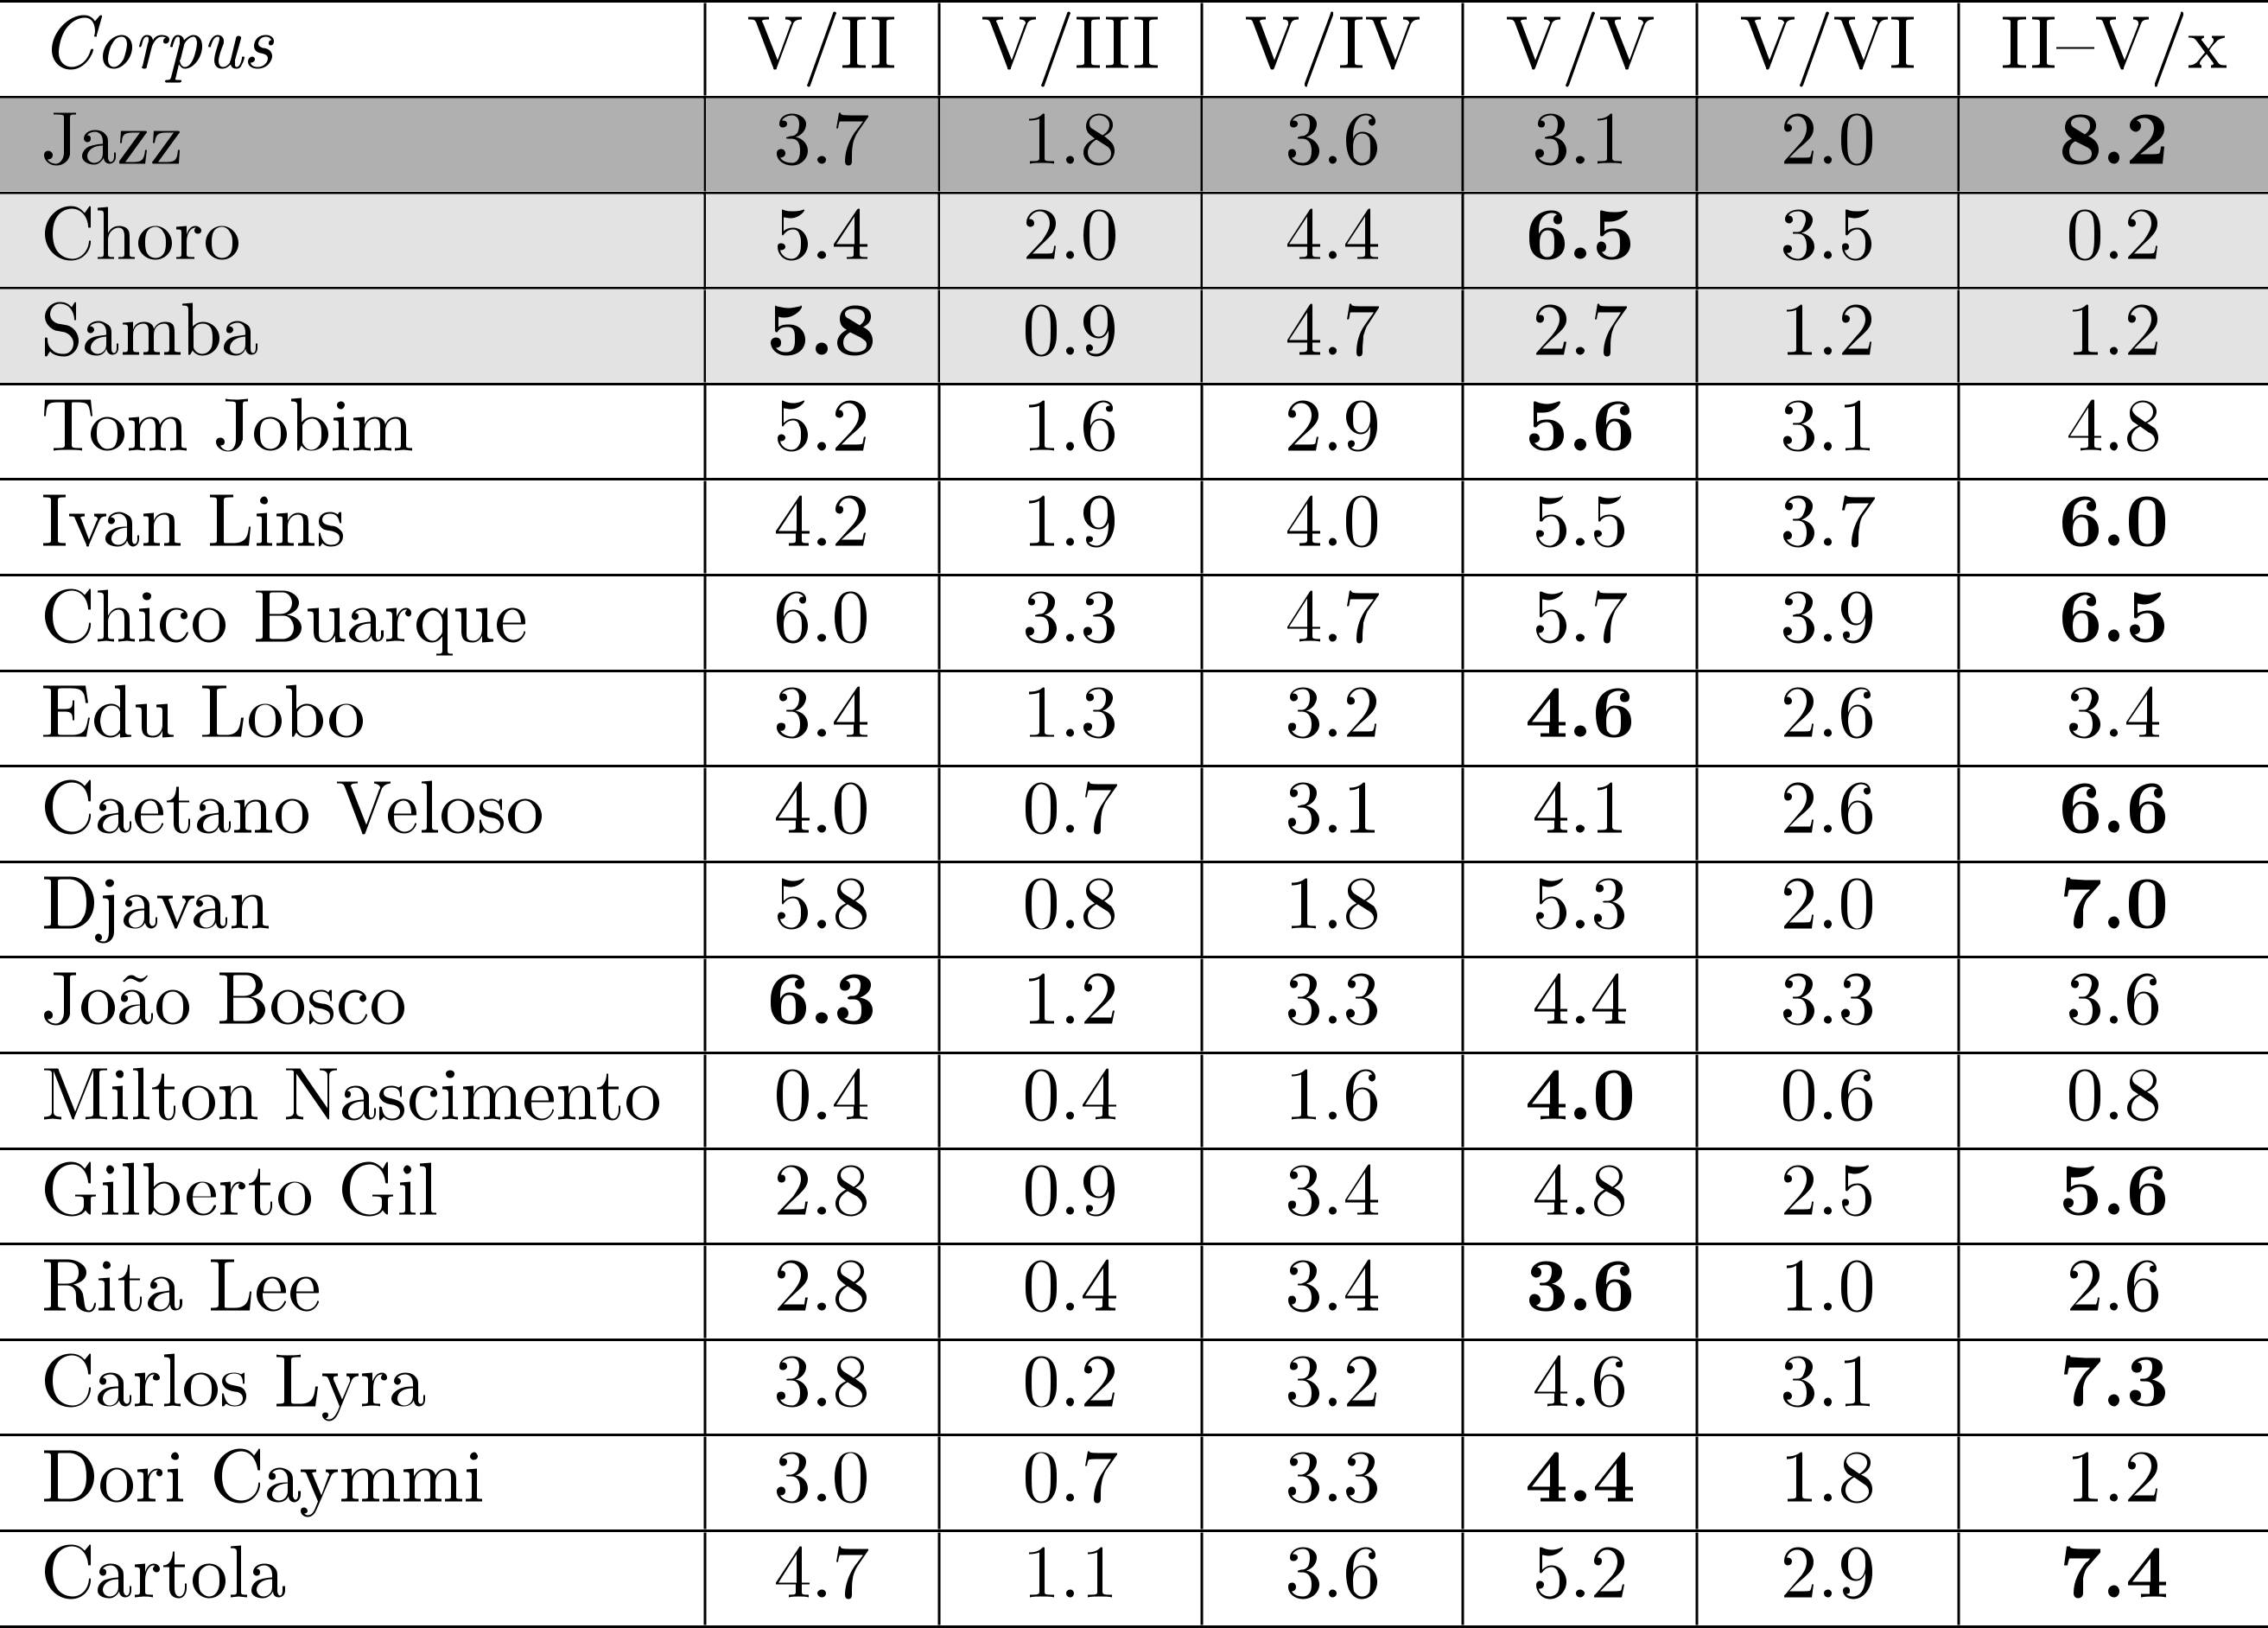 Corpus V/II V/III V/IV V/V V/VI II–V/x
Jazz 3.7 1.8 3.6 3.1 2.0 8.2
Choro 5.4 2.0 4.4 6.5 3.5 0.2
Samba 5.8 0.9 4.7 2.7 1.2 1.2
Tom Jobim 5.2 1.6 2.9 5.6 3.1 4.8
Ivan Lins 4.2 1.9 4.0 5.5 3.7 6.0
Chico Buarque 6.0 3.3 4.7 5.7 3.9 6.5
Edu Lobo 3.4 1.3 3.2 4.6 2.6 3.4
Caetano Veloso 4.0 0.7 3.1 4.1 2.6 6.6
Djavan 5.8 0.8 1.8 5.3 2.0 7.0
João Bosco 6.3 1.2 3.3 4.4 3.3 3.6
Milton Nascimento 0.4 0.4 1.6 4.0 0.6 0.8
Gilberto Gil 2.8 0.9 3.4 4.8 2.5 5.6
Rita Lee 2.8 0.4 3.4 3.6 1.0 2.6
Carlos Lyra 3.8 0.2 3.2 4.6 3.1 7.3
Dori Caymmi 3.0 0.7 3.3 4.4 1.8 1.2
Cartola 4.7 1.1 3.6 5.2 2.9 7.4